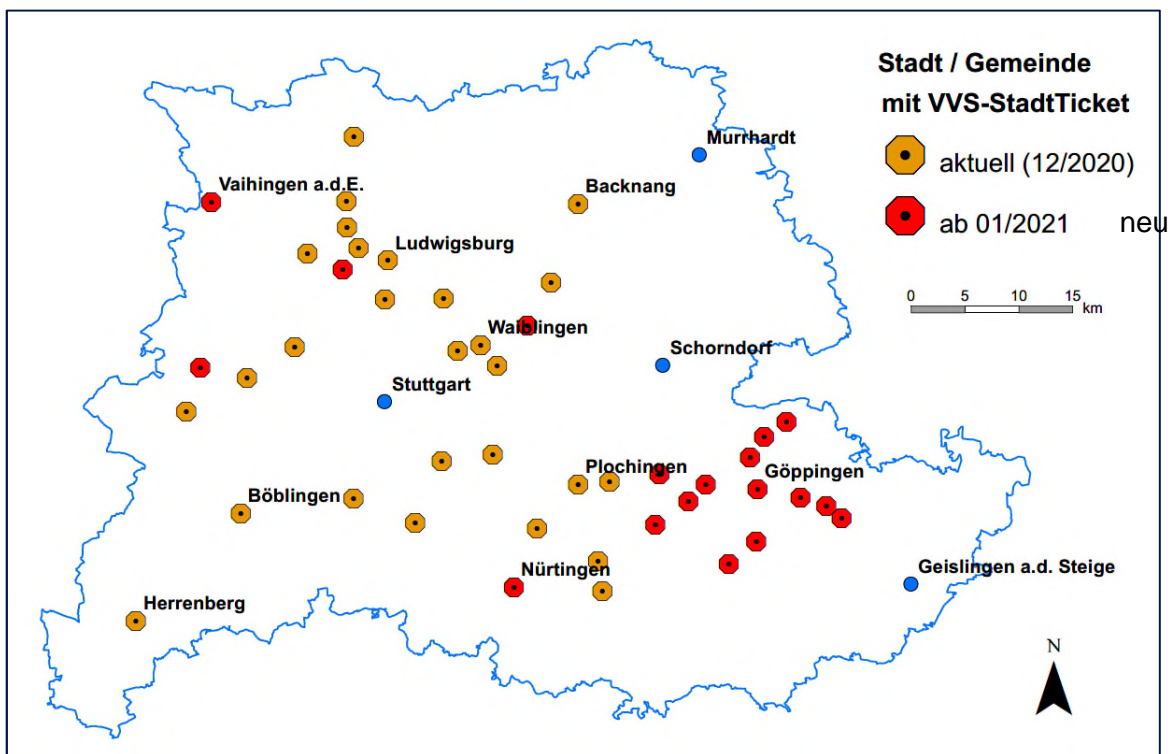 Stadt / Gemeinde
mit VVS-StadtTicket
aktuell (12/2020)
ab 01/2021 neu
0 5 10 15
km
Murrhardt
Vaihingen a.d.E.
Backnang
Ludwigsburg
Waiblingen
Schorndorf
Stuttgart
Plochingen
Göppingen
Böblingen
Nürtingen
Geislingen a.d. Steige
Herrenberg
N